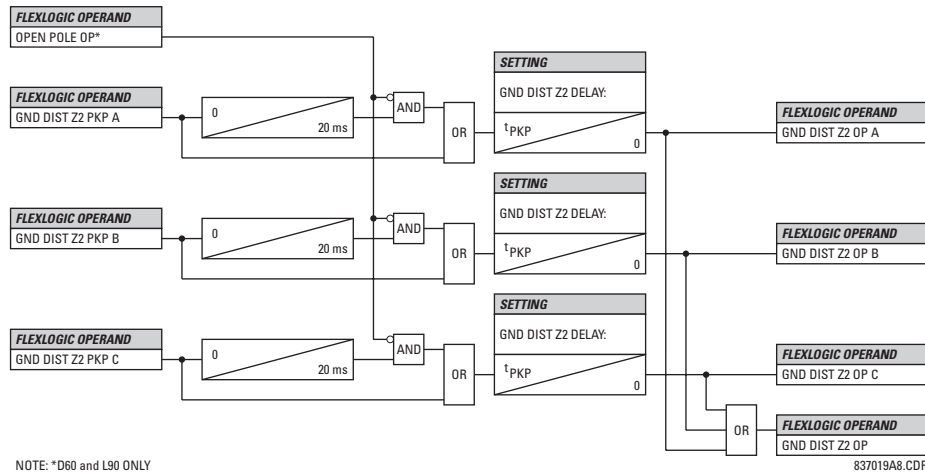 FLEXLOGIC OPERAND
OPEN POLE OP*
FLEXLOGIC OPERAND
GND DIST Z2 PKP A
0
20 ms
AND
OR
SETTING
GND DIST Z2 DELAY:
tPKP
0
FLEXLOGIC OPERAND
GND DIST Z2 OP A
FLEXLOGIC OPERAND
GND DIST Z2 PKP B
0
20 ms
AND
OR
SETTING
GND DIST Z2 DELAY:
tPKP
0
FLEXLOGIC OPERAND
GND DIST Z2 OP B
FLEXLOGIC OPERAND
GND DIST Z2 PKP C
0
20 ms
AND
OR
SETTING
GND DIST Z2 DELAY:
tPKP
0
FLEXLOGIC OPERAND
GND DIST Z2 OP C
OR
FLEXLOGIC OPERAND
GND DIST Z2 OP
NOTE: *D60 and L90 ONLY
837019A8.CDR